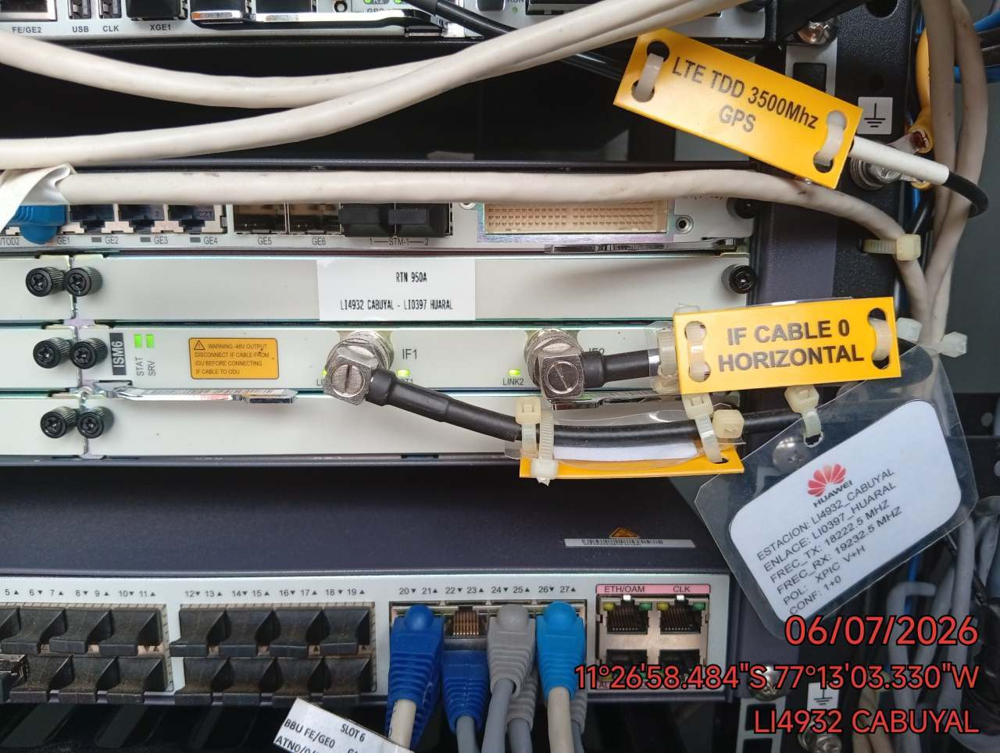 FE/GE2
USB
CLK
XGE1
LTE TDD 3500Mhz
GPS
/TOD2
GE1
GE2
GE3
GE4
GE5
GE6
1 STM-1 2
RTN 950A
LI4932 CABUYAL - LI0397 HUARAL
ISM6
STAT
SRV
WARNING -48V OUTPUT
DISCONNECT IF CABLE FROM
IDU BEFORE CONNECTING
IF CABLE TO ODU
IF1
LINK2
IF CABLE 0
HORIZONTAL
HUAWEI
ESTACION: LI4932_CABUYAL
ENLACE: LI0397_HUARAL
FREC_TX: 18222.5 MHZ
FREC_RX: 19232.5 MHZ
POL: XPIC V+H
CONF: 1+0
5▲ 6▼ 7▲ 8▼ 9▲ 10▼ 11▲ 12▼ 13▲ 14▼ 15▲ 16▼ 17▲ 18▼ 19▲ 20▼ 21▲ 22▼ 23▲ 24▼ 25▲ 26▼ 27▲
ETH/OAM
CLK
SLOT 6
BBU FE/GE0
06/07/2026
11°26'58.484"S 77°13'03.330"W
LI4932 CABUYAL